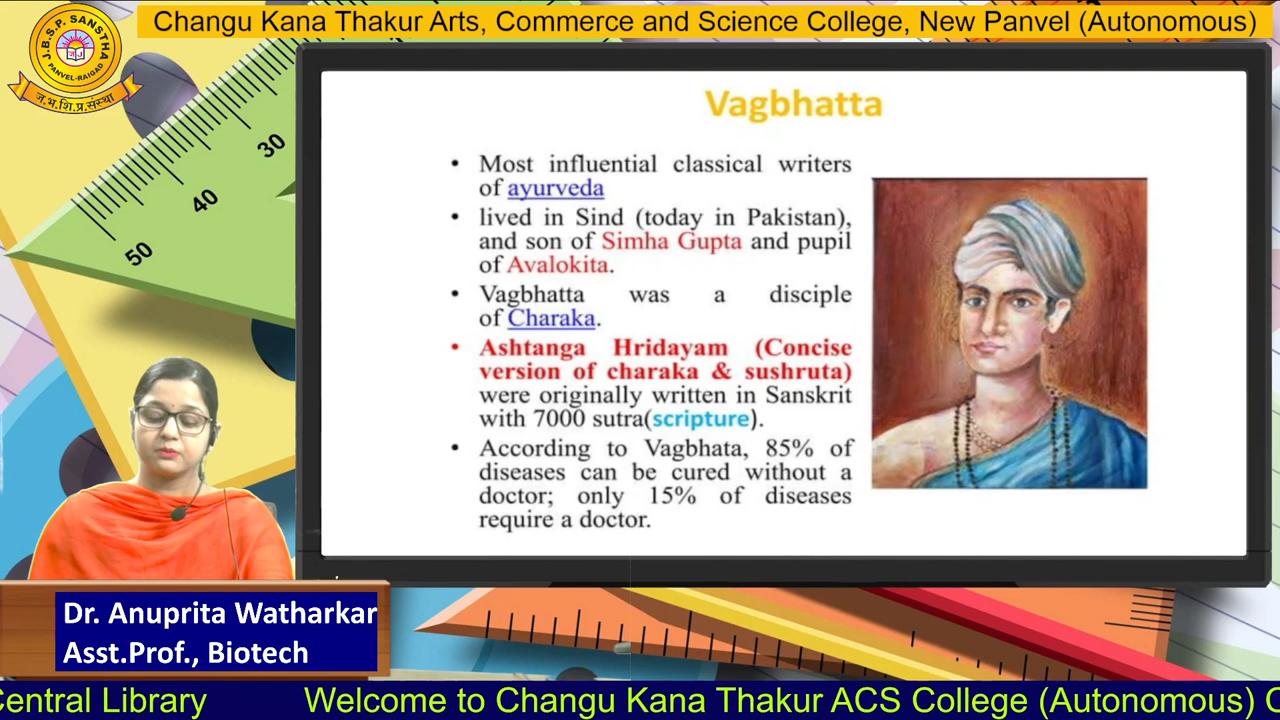 Changu Kana Thakur Arts, Commerce and Science College, New Panvel (Autonomous)
J.B.S.P. SANSTHA
PANVEL-RAIGAD
ज.भ.शि.प्र.संस्था
30
40
50
Vagbhatta
• Most influential classical writers
of ayurveda
• lived in Sind (today in Pakistan),
and son of Simha Gupta and pupil
of Avalokita.
• Vagbhatta was a disciple
of Charaka.
• Ashtanga Hridayam (Concise
version of charaka & sushruta)
were originally written in Sanskrit
with 7000 sutra(scripture).
• According to Vagbhata, 85% of
diseases can be cured without a
doctor; only 15% of diseases
require a doctor.
Dr. Anuprita Watharkar
Asst.Prof., Biotech
Central Library Welcome to Changu Kana Thakur ACS College (Autonomous) C